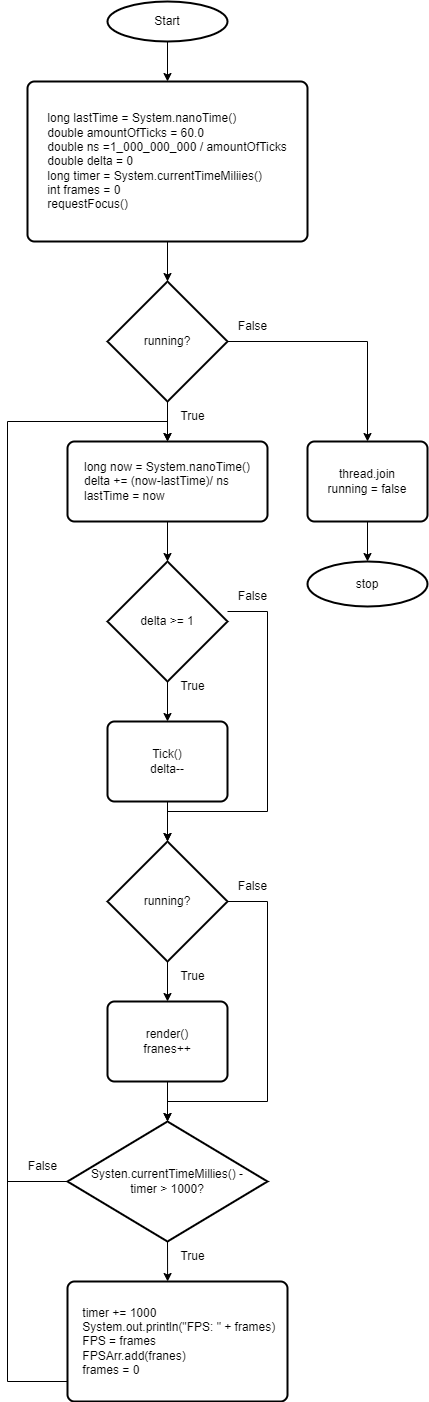 Start
long lastTime = System.nanoTime()
double amountOfTicks = 60.0
double ns =1_000_000_000 / amountOfTicks
double delta = 0
long timer = System.currentTimeMiliies()
int frames = 0
requestFocus()
running?
False
True
long now = System.nanoTime()
delta += (now-lastTime)/ ns
lastTime = now
thread.join
running = false
stop
delta >= 1
False
True
Tick()
delta--
running?
False
True
render()
franes++
Systen.currentTimeMillies() -
timer > 1000?
False
True
timer += 1000
System.out.println("FPS: " + frames)
FPS = frames
FPSArr.add(franes)
frames = 0